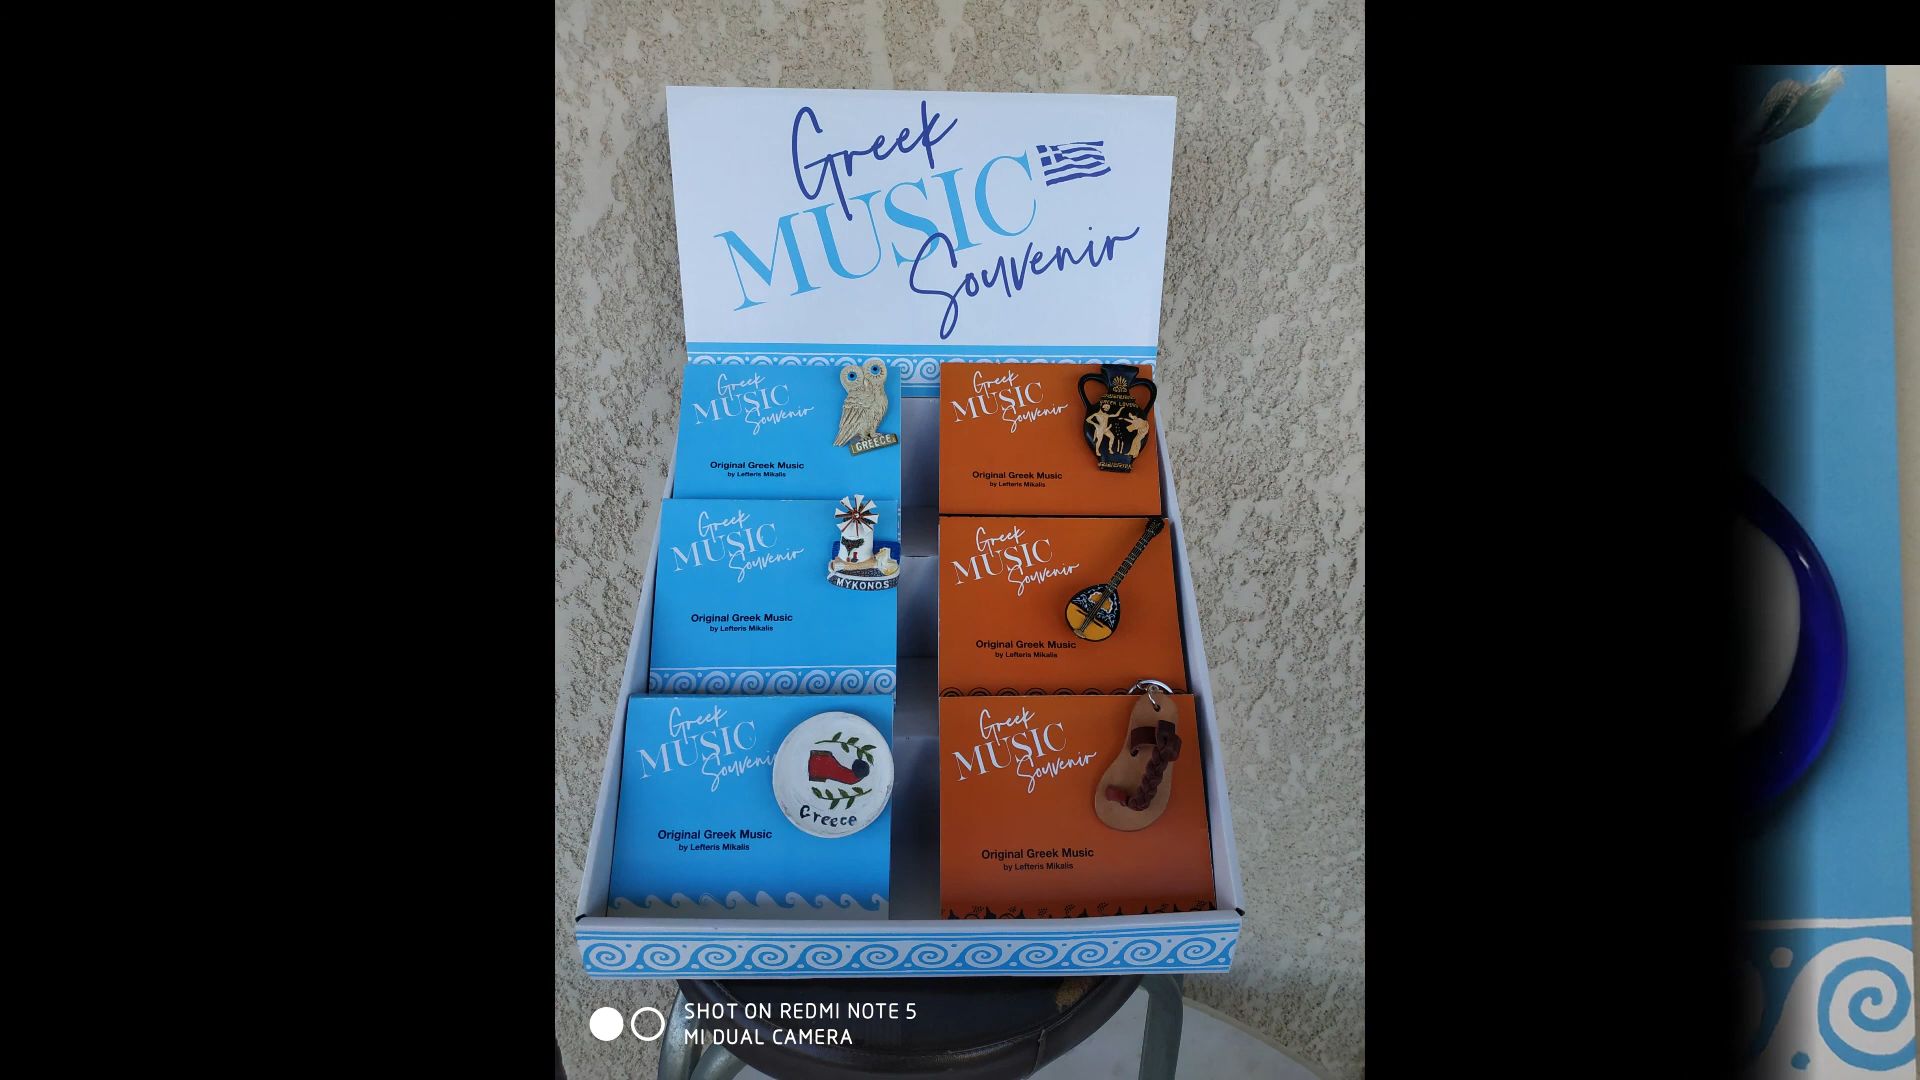 Greek
MUSIC
Souvenir
Greek
MUSIC
Souvenir
GREECE
Original Greek Music
by Lefteris Mikalis
Greek
MUSIC
Souvenir
GREEK LOVERS
Original Greek Music
by Lefteris Mikalis
Greek
MUSIC
Souvenir
MYKONOS
Original Greek Music
by Lefteris Mikalis
Greek
MUSIC
Souvenir
Original Greek Music
by Lefteris Mikalis
Greek
MUSIC
Souvenir
Greece
Original Greek Music
by Lefteris Mikalis
Greek
MUSIC
Souvenir
Original Greek Music
by Lefteris Mikalis
SHOT ON REDMI NOTE 5
MI DUAL CAMERA